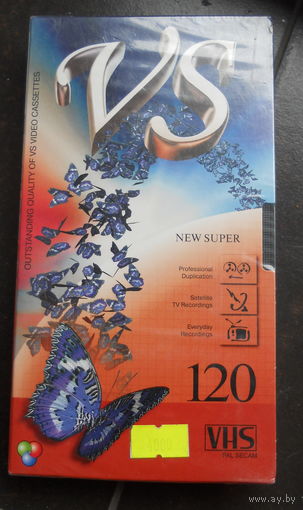 VS
OUTSTANDING QUALITY OF VS VIDEO CASSETTES
NEW SUPER
Professional
Duplication
Satellite
TV Recordings
Everyday
Recordings
120
4000
VHS
PAL SECAM
www.ay.by